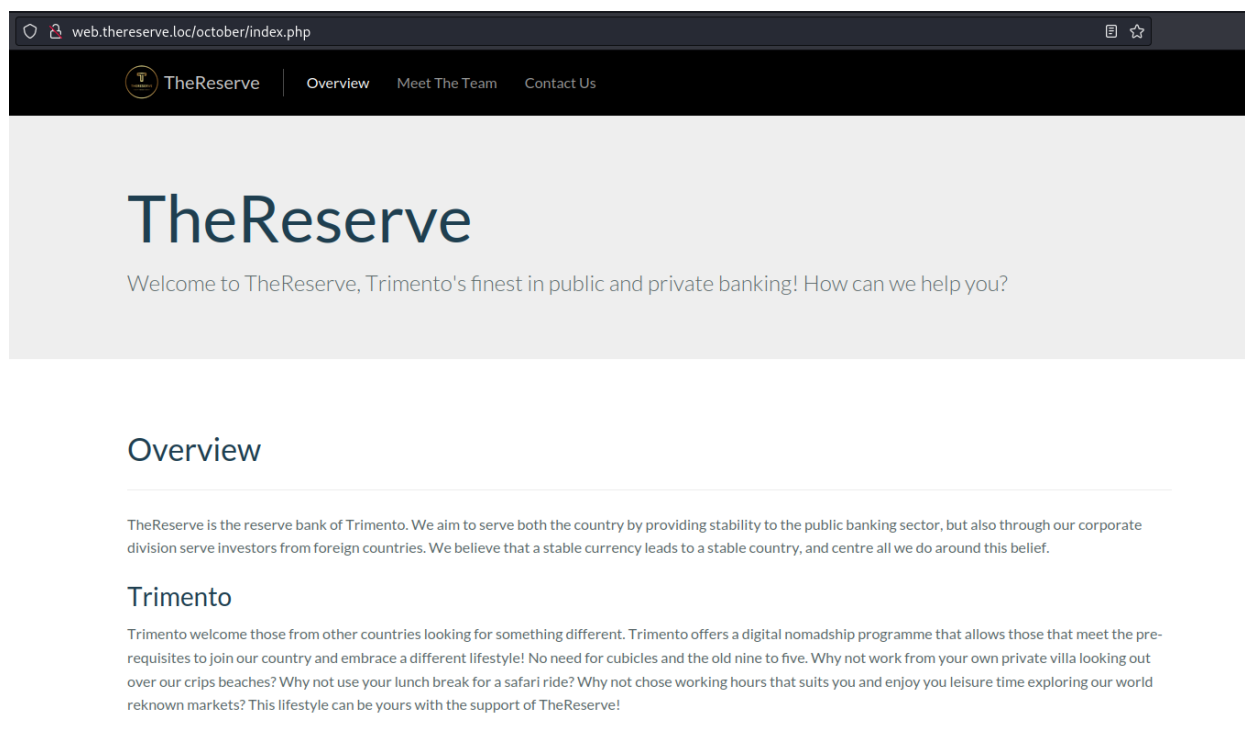 web.thereserve.loc/october/index.php
TheReserve Overview Meet The Team Contact Us
TheReserve
Welcome to TheReserve, Trimento's finest in public and private banking! How can we help you?
Overview
TheReserve is the reserve bank of Trimento. We aim to serve both the country by providing stability to the public banking sector, but also through our corporate
division serve investors from foreign countries. We believe that a stable currency leads to a stable country, and centre all we do around this belief.
Trimento
Trimento welcome those from other countries looking for something different. Trimento offers a digital nomadship programme that allows those that meet the pre-
requisites to join our country and embrace a different lifestyle! No need for cubicles and the old nine to five. Why not work from your own private villa looking out
over our crips beaches? Why not use your lunch break for a safari ride? Why not chose working hours that suits you and enjoy you leisure time exploring our world
reknown markets? This lifestyle can be yours with the support of TheReserve!